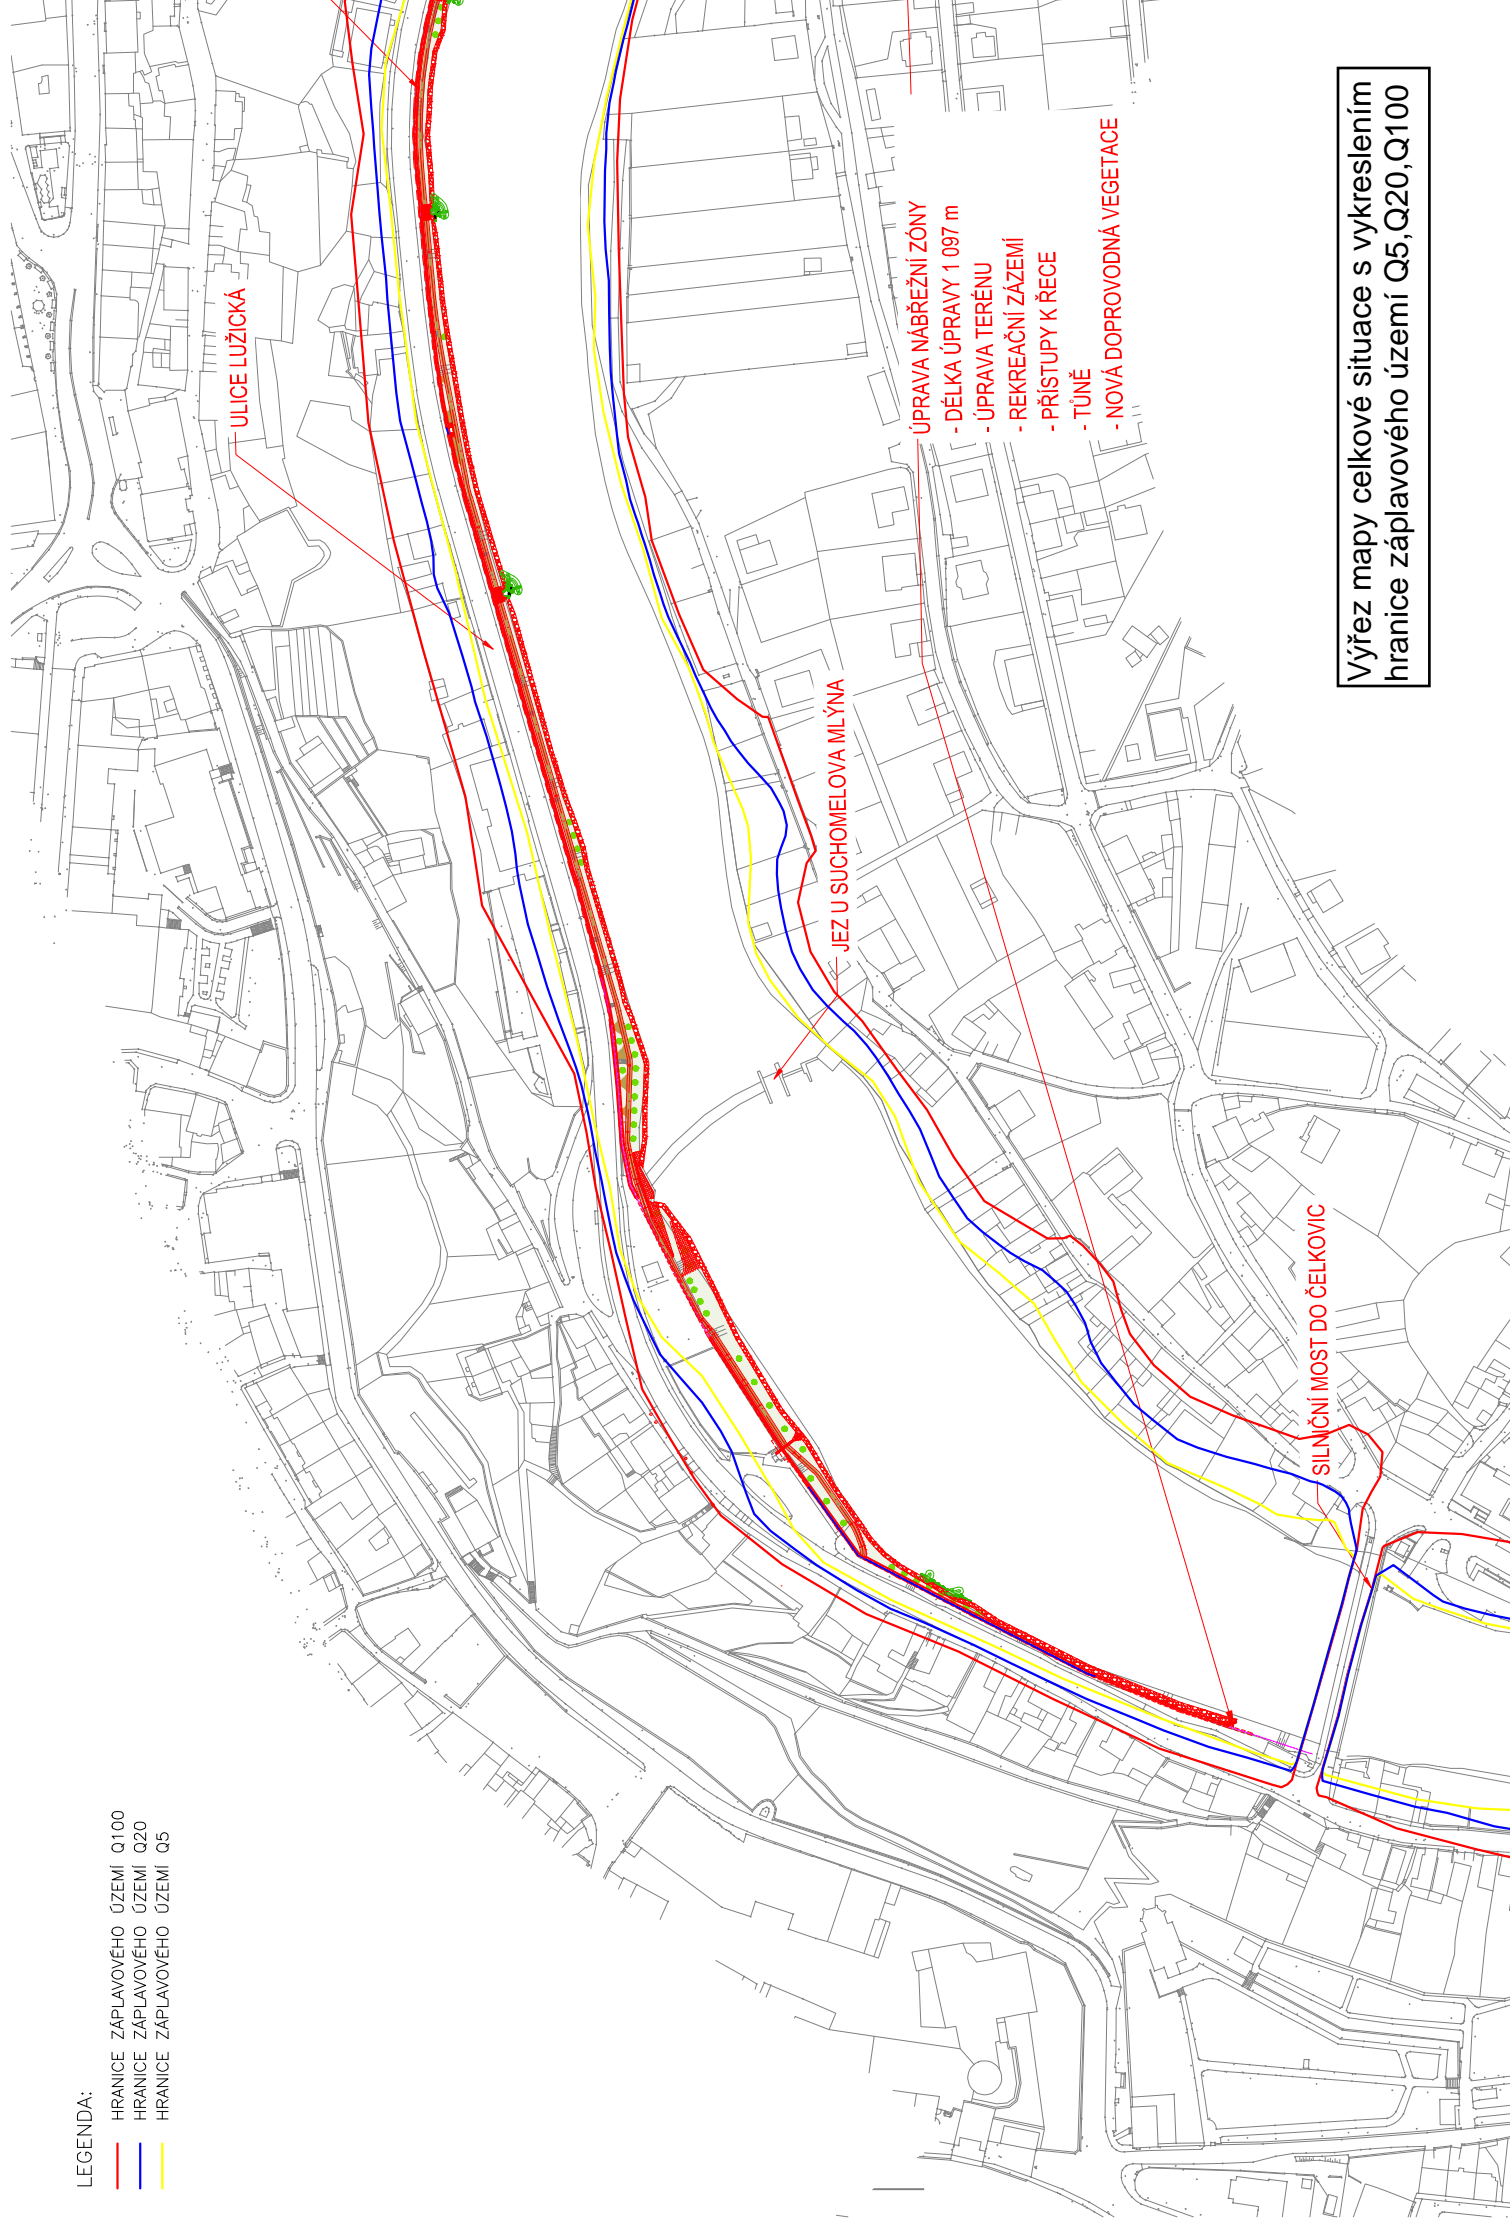 ULICE LUŽICKÁ
ÚPRAVA NÁBŘEŽNÍ ZÓNY
- DÉLKA ÚPRAVY 1 097 m
- ÚPRAVA TERÉNU
- REKREAČNÍ ZÁZEMÍ
- PŘÍSTUPY K ŘECE
- TŮNĚ
- NOVÁ DOPROVODNÁ VEGETACE
JEZ U SUCHOMELOVA MLÝNA
SILNIČNÍ MOST DO ČELKOVIC
Výřez mapy celkové situace s vykreslením
hranice záplavového území Q5,Q20,Q100
LEGENDA:
HRANICE ZÁPLAVOVÉHO ÚZEMÍ Q100
HRANICE ZÁPLAVOVÉHO ÚZEMÍ Q20
HRANICE ZÁPLAVOVÉHO ÚZEMÍ Q5